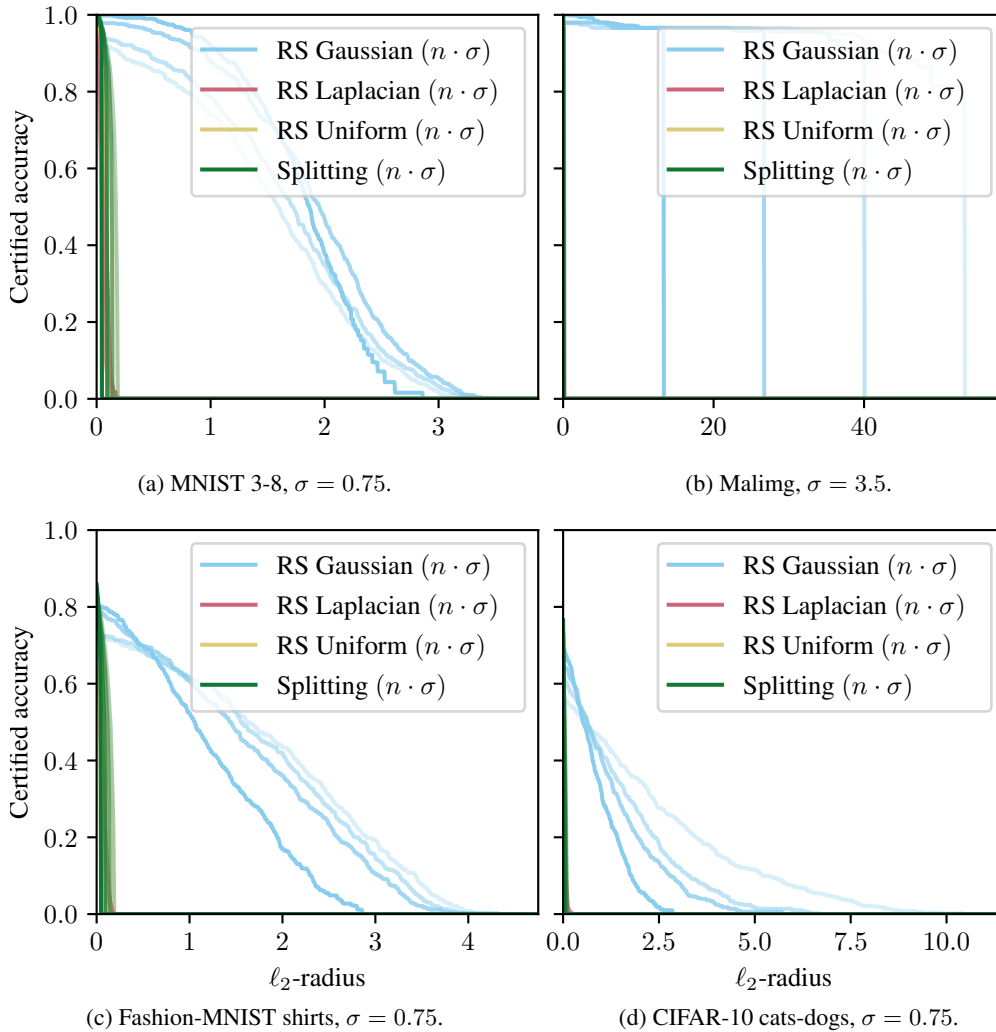 1.0
0.8
0.6
0.4
0.2
0.0
Certified accuracy
RS Gaussian (n · σ)
RS Laplacian (n · σ)
RS Uniform (n · σ)
Splitting (n · σ)
0 1 2 3
(a) MNIST 3-8, σ = 0.75.
RS Gaussian (n · σ)
RS Laplacian (n · σ)
RS Uniform (n · σ)
Splitting (n · σ)
0 20 40
(b) Malimg, σ = 3.5.
1.0
0.8
0.6
0.4
0.2
0.0
Certified accuracy
RS Gaussian (n · σ)
RS Laplacian (n · σ)
RS Uniform (n · σ)
Splitting (n · σ)
0 1 2 3 4
ℓ₂-radius
(c) Fashion-MNIST shirts, σ = 0.75.
RS Gaussian (n · σ)
RS Laplacian (n · σ)
RS Uniform (n · σ)
Splitting (n · σ)
0.0 2.5 5.0 7.5 10.0
ℓ₂-radius
(d) CIFAR-10 cats-dogs, σ = 0.75.